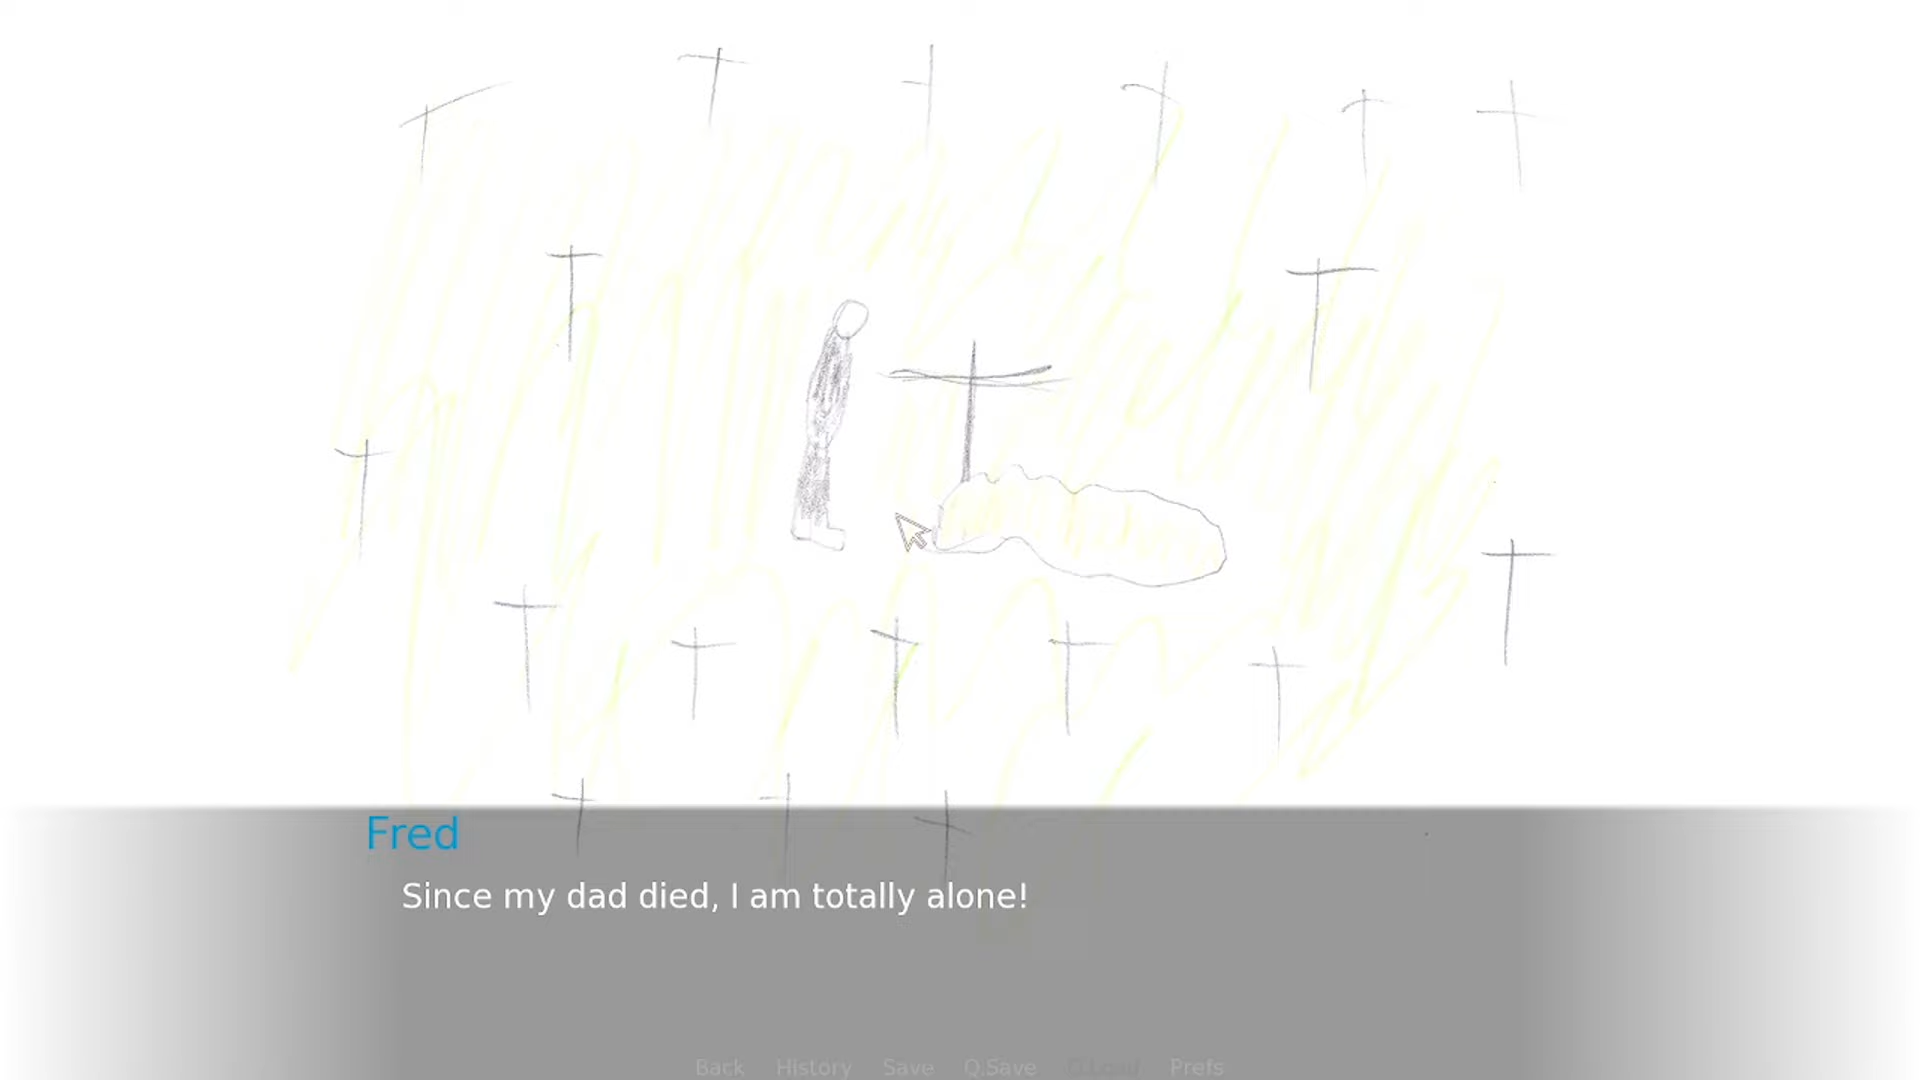 Fred
Since my dad died, I am totally alone!
Back History Save Q.Save Q.Load Prefs